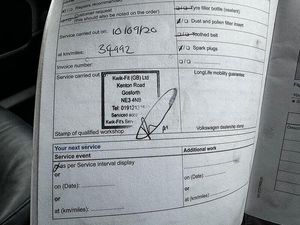 Repairs recommended
(this should also be noted on the order)
Tyre filler bottle (sealers)
Service carried out on: 10/09/20
Dust and pollen filter insert
Toothed belt
at km/miles: 34992
Spark plugs
Invoice number:
Service carried out
LongLife mobility guarantee
Kwik-Fit (GB) Ltd
Kenton Road
Gosforth
NE3 4NB
Tel 0191
Serviced
Kwik-Fit's
Stamp of qualified workshop
Volkswagen dealership stamp
Your next service
Service event
Additional work
as per Service interval display
or
or
on (Date):
on (Date):
or
or
at (km/miles):
at (km/miles):